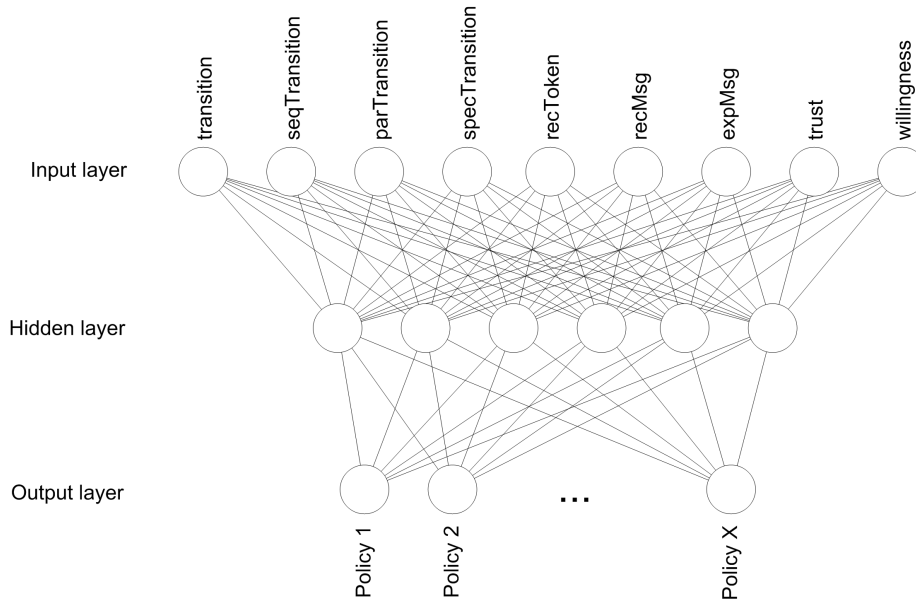 transition
seqTransition
parTransition
specTransition
recToken
recMsg
expMsg
trust
willingness
Input layer
Hidden layer
Output layer
...
Policy 1
Policy 2
Policy X